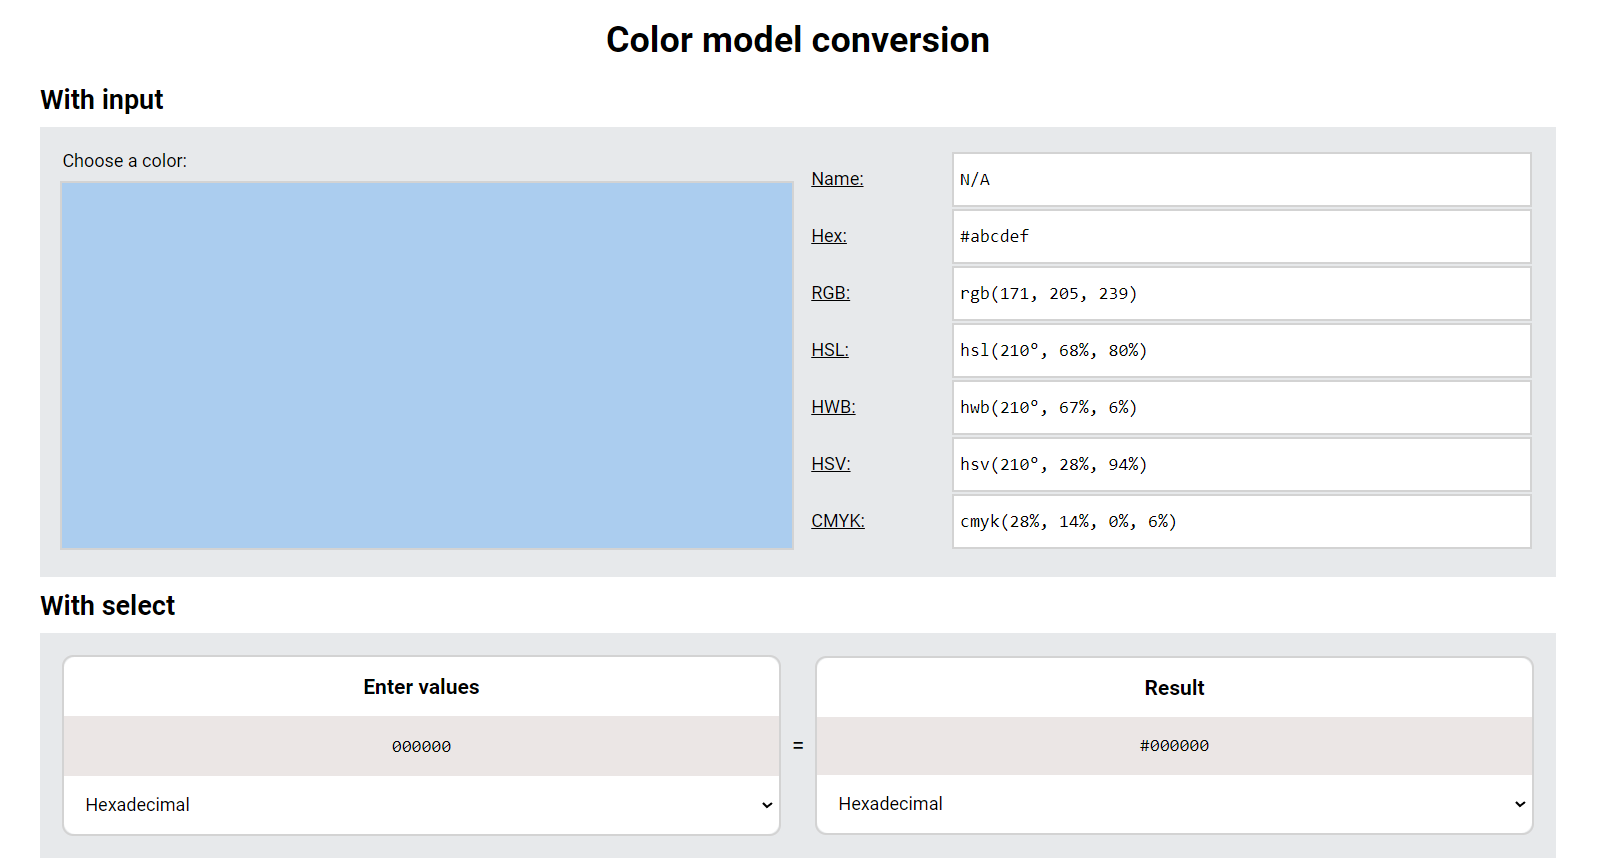 Color model conversion
With input
Choose a color:
Name: N/A
Hex: #abcdef
RGB: rgb(171, 205, 239)
HSL: hsl(210°, 68%, 80%)
HWB: hwb(210°, 67%, 6%)
HSV: hsv(210°, 28%, 94%)
CMYK: cmyk(28%, 14%, 0%, 6%)
With select
Enter values
000000
Hexadecimal
=
Result
#000000
Hexadecimal